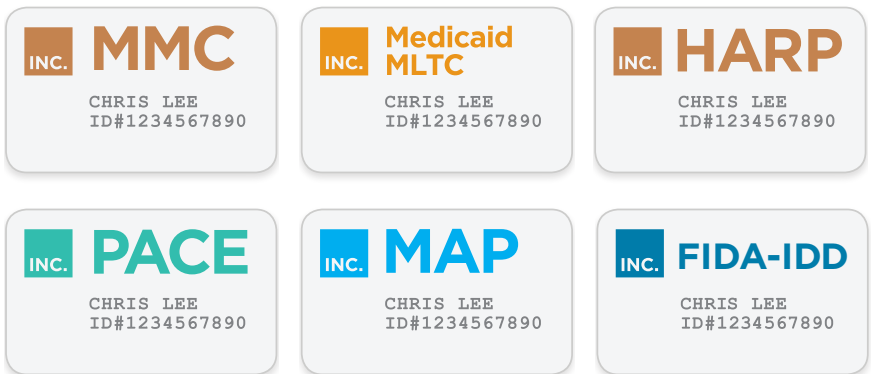 INC. MMC
CHRIS LEE
ID#1234567890
INC. Medicaid
MLTC
CHRIS LEE
ID#1234567890
INC. HARP
CHRIS LEE
ID#1234567890
INC. PACE
CHRIS LEE
ID#1234567890
INC. MAP
CHRIS LEE
ID#1234567890
INC. FIDA-IDD
CHRIS LEE
ID#1234567890